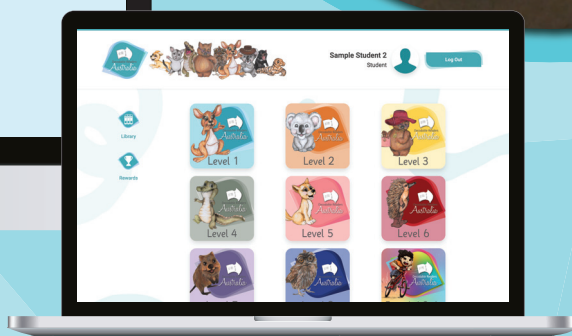 Australia
Sample Student 2
Student
Log Out
Library
Rewards
Australia
Level 1
Australia
Level 2
Australia
Level 3
Australia
Level 4
Australia
Level 5
Australia
Level 6
Australia
Australia
Australia